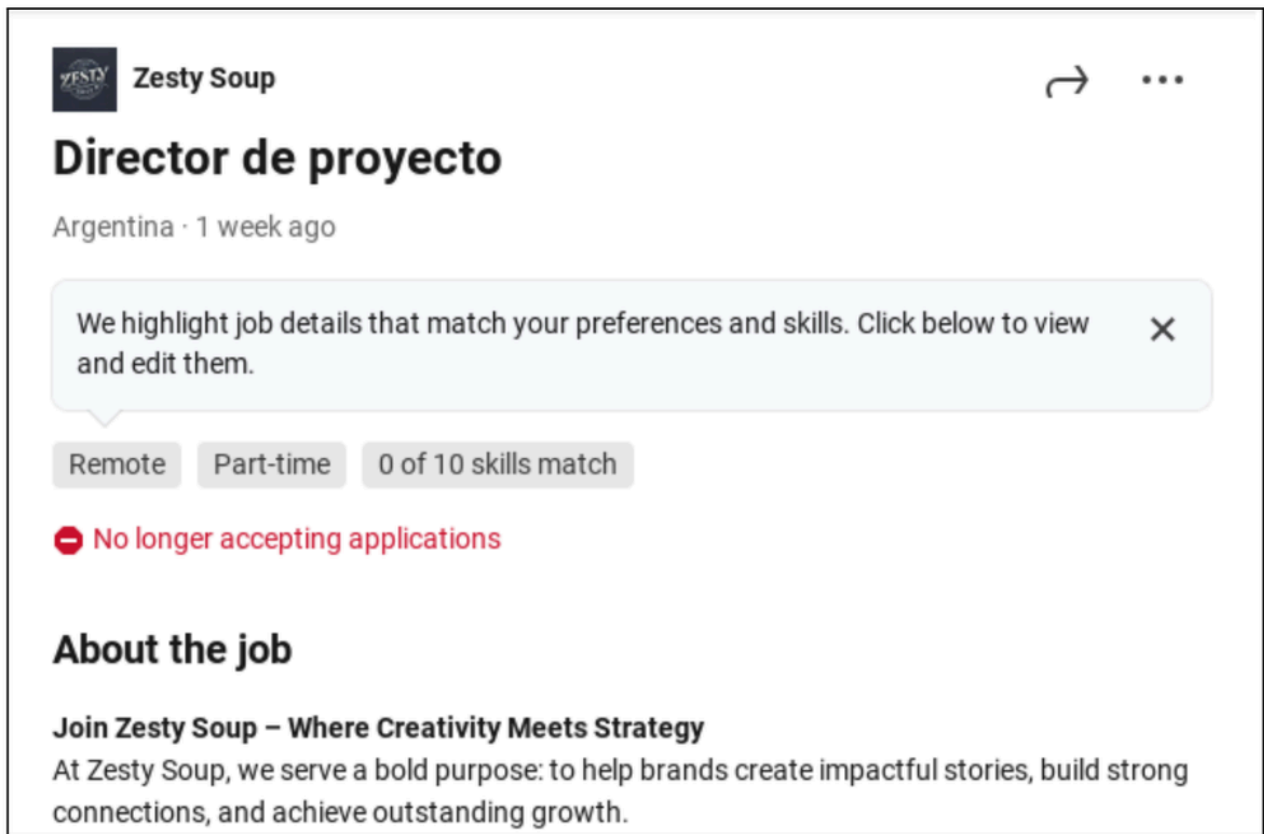 ZESTY
Zesty Soup
Director de proyecto
Argentina · 1 week ago
We highlight job details that match your preferences and skills. Click below to view
and edit them.
Remote Part-time 0 of 10 skills match
No longer accepting applications
About the job
Join Zesty Soup – Where Creativity Meets Strategy
At Zesty Soup, we serve a bold purpose: to help brands create impactful stories, build strong
connections, and achieve outstanding growth.